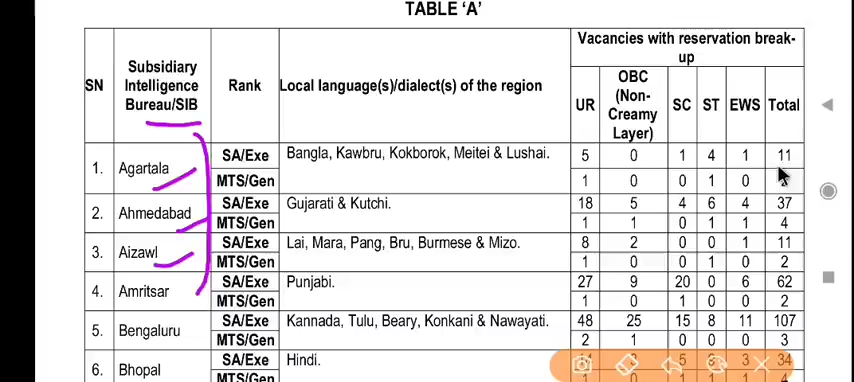 TABLE ‘A’
SN Subsidiary Intelligence Bureau/SIB Rank Local language(s)/dialect(s) of the region Vacancies with reservation break-up
UR OBC (Non-Creamy Layer) SC ST EWS Total
1. Agartala SA/Exe Bangla, Kawbru, Kokborok, Meitei & Lushai. 5 0 1 4 1 11
MTS/Gen 1 0 0 1 0
2. Ahmedabad SA/Exe Gujarati & Kutchi. 18 5 4 6 4 37
MTS/Gen 1 1 0 1 1 4
3. Aizawl SA/Exe Lai, Mara, Pang, Bru, Burmese & Mizo. 8 2 0 0 1 11
MTS/Gen 1 0 0 1 0 2
4. Amritsar SA/Exe Punjabi. 27 9 20 0 6 62
MTS/Gen 1 0 1 0 0 2
5. Bengaluru SA/Exe Kannada, Tulu, Beary, Konkani & Nawayati. 48 25 15 8 11 107
MTS/Gen 2 1 0 0 0 3
6. Bhopal SA/Exe Hindi. 5 3 34
MTS/Gen